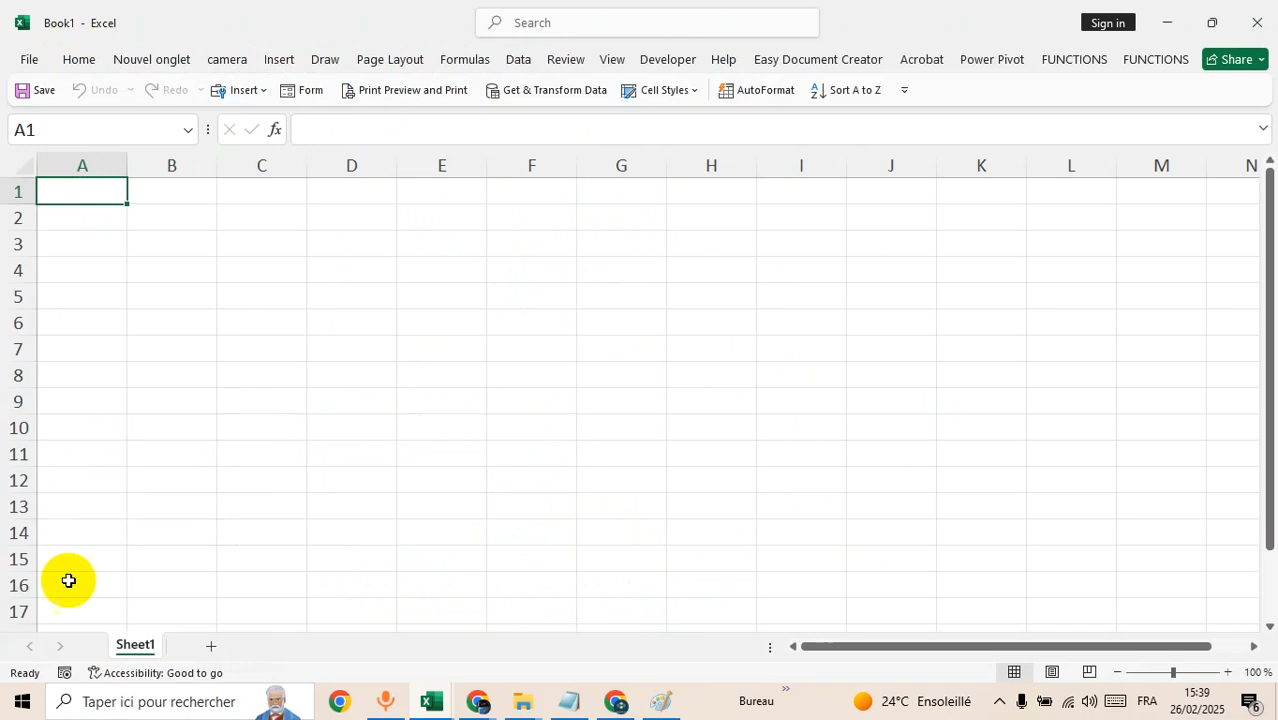 Book1 - Excel
Search
Sign in
File Home Nouvel onglet camera Insert Draw Page Layout Formulas Data Review View Developer Help Easy Document Creator Acrobat Power Pivot FUNCTIONS FUNCTIONS Share
Save Undo Redo Insert Form Print Preview and Print Get & Transform Data Cell Styles AutoFormat Sort A to Z
A1 fx
A B C D E F G H I J K L M N
1
2
3
4
5
6
7
8
9
10
11
12
13
14
15
16
17
Sheet1
Ready Accessibility: Good to go 100 %
Taper ici pour rechercher Bureau 24°C Ensoleillé FRA 15:39
26/02/2025 6